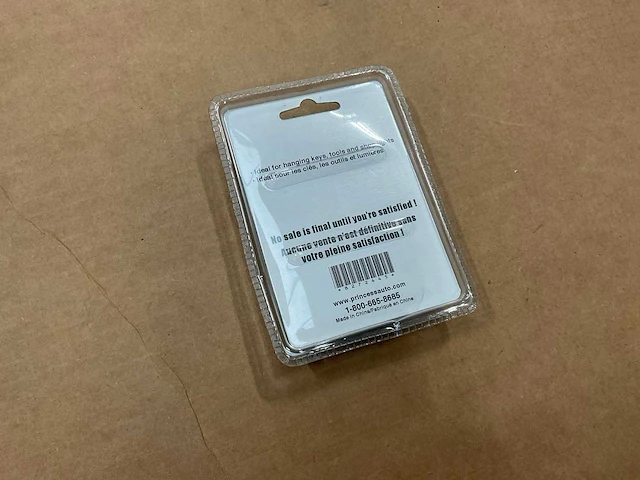 - Ideal for hanging keys, tools and
- Idéal pour les clés, les outils et lumières
No sale is final until you're satisfied !
Aucune vente n'est définitive sans
votre pleine satisfaction !
www.princessauto.com
1-800-665-8685
Made in China/Fabriqué en Chine